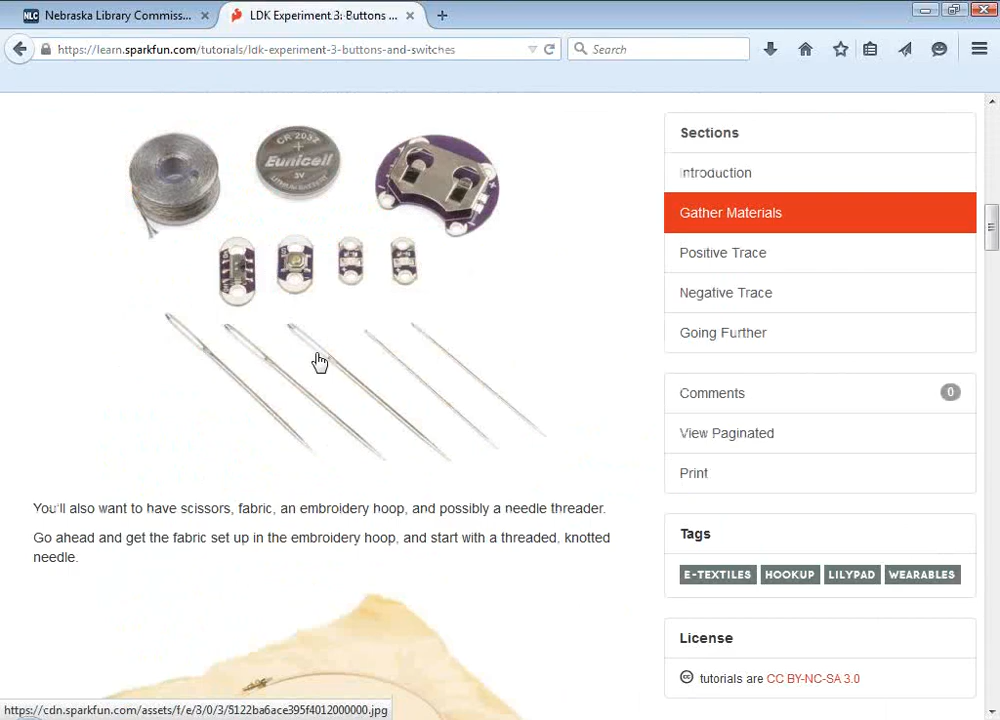 NLC Nebraska Library Commiss...
LDK Experiment 3: Buttons ...
https://learn.sparkfun.com/tutorials/ldk-experiment-3-buttons-and-switches
Search
CR 2032
+
Eunicell
3V
Sections
Introduction
Gather Materials
Positive Trace
Negative Trace
Going Further
Comments 0
View Paginated
Print
You'll also want to have scissors, fabric, an embroidery hoop, and possibly a needle threader.
Go ahead and get the fabric set up in the embroidery hoop, and start with a threaded, knotted
needle.
Tags
E-TEXTILES HOOKUP LILYPAD WEARABLES
License
cc tutorials are CC BY-NC-SA 3.0
https://cdn.sparkfun.com/assets/f/e/3/0/3/5122ba6ace395f4012000000.jpg